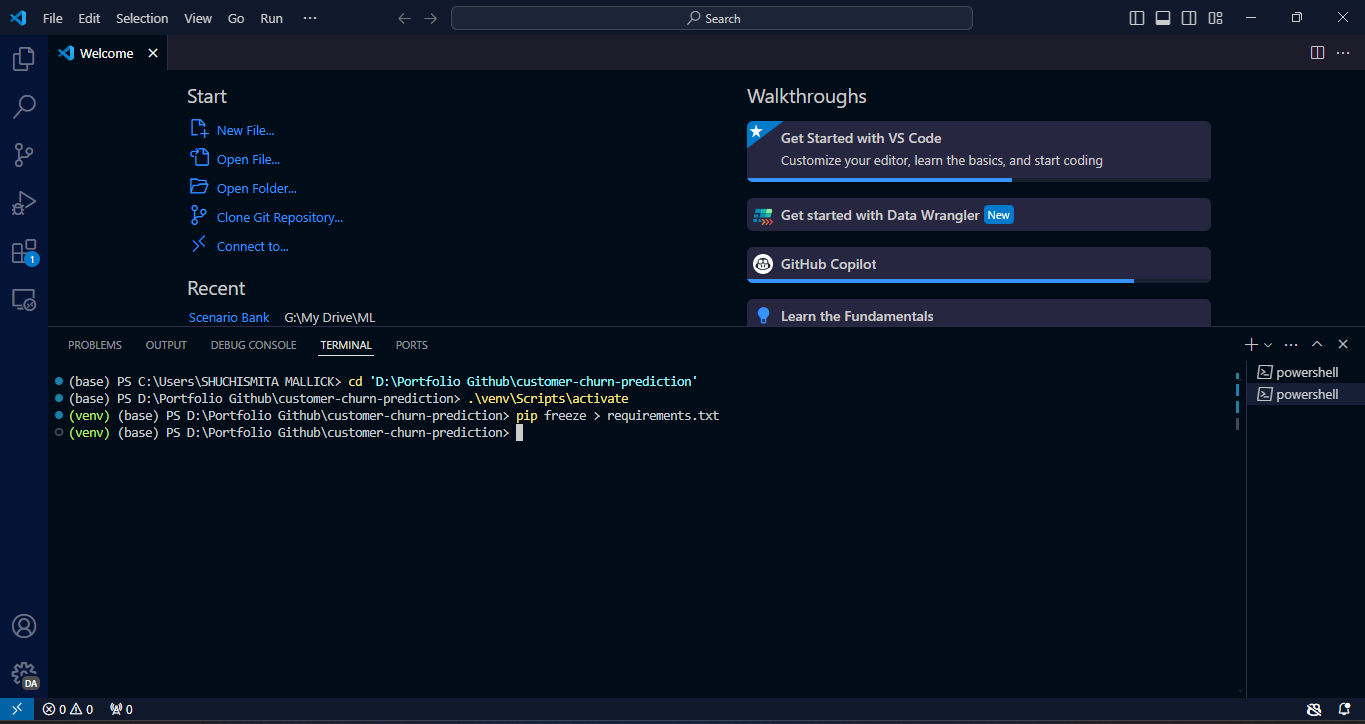 File Edit Selection View Go Run ···
Search
Welcome
Start
New File...
Open File...
Open Folder...
Clone Git Repository...
Connect to...
Recent
Scenario Bank G:\My Drive\ML
Walkthroughs
Get Started with VS Code
Customize your editor, learn the basics, and start coding
Get started with Data Wrangler New
GitHub Copilot
Learn the Fundamentals
1
PROBLEMS OUTPUT DEBUG CONSOLE TERMINAL PORTS
(base) PS C:\Users\SHUCHISMITA MALLICK> cd 'D:\Portfolio Github\customer-churn-prediction'
(base) PS D:\Portfolio Github\customer-churn-prediction> .\venv\Scripts\activate
(venv) (base) PS D:\Portfolio Github\customer-churn-prediction> pip freeze > requirements.txt
(venv) (base) PS D:\Portfolio Github\customer-churn-prediction>
powershell
powershell
DA
0 0 0